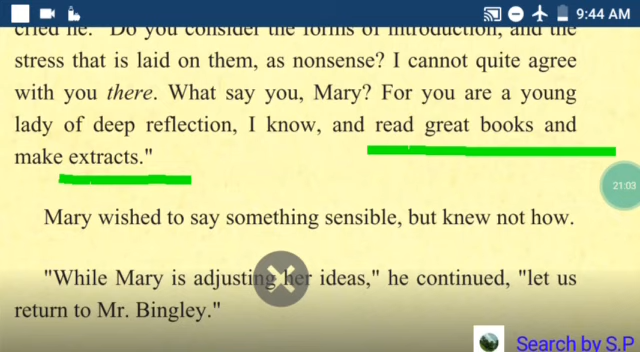 9:44 AM
cried he. "Do you consider the forms of introduction, and the
stress that is laid on them, as nonsense? I cannot quite agree
with you there. What say you, Mary? For you are a young
lady of deep reflection, I know, and read great books and
make extracts."
21:03
Mary wished to say something sensible, but knew not how.
"While Mary is adjusting her ideas," he continued, "let us
return to Mr. Bingley."
Search by S.P